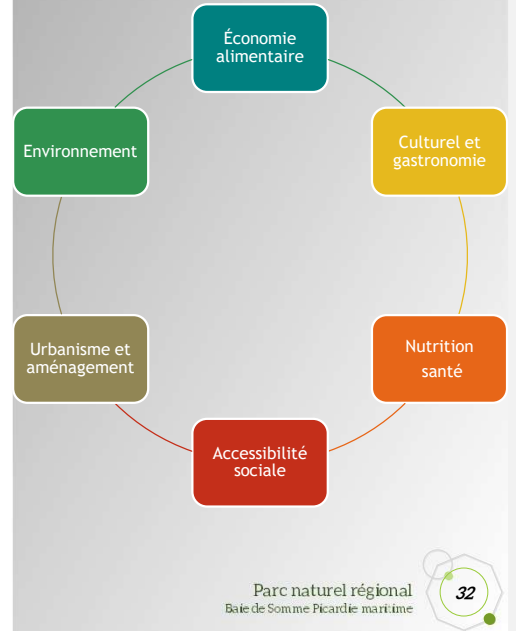 Économie
alimentaire
Environnement
Culturel et
gastronomie
Urbanisme et
aménagement
Nutrition
santé
Accessibilité
sociale
Parc naturel régional
Baie de Somme Picardie maritime
32